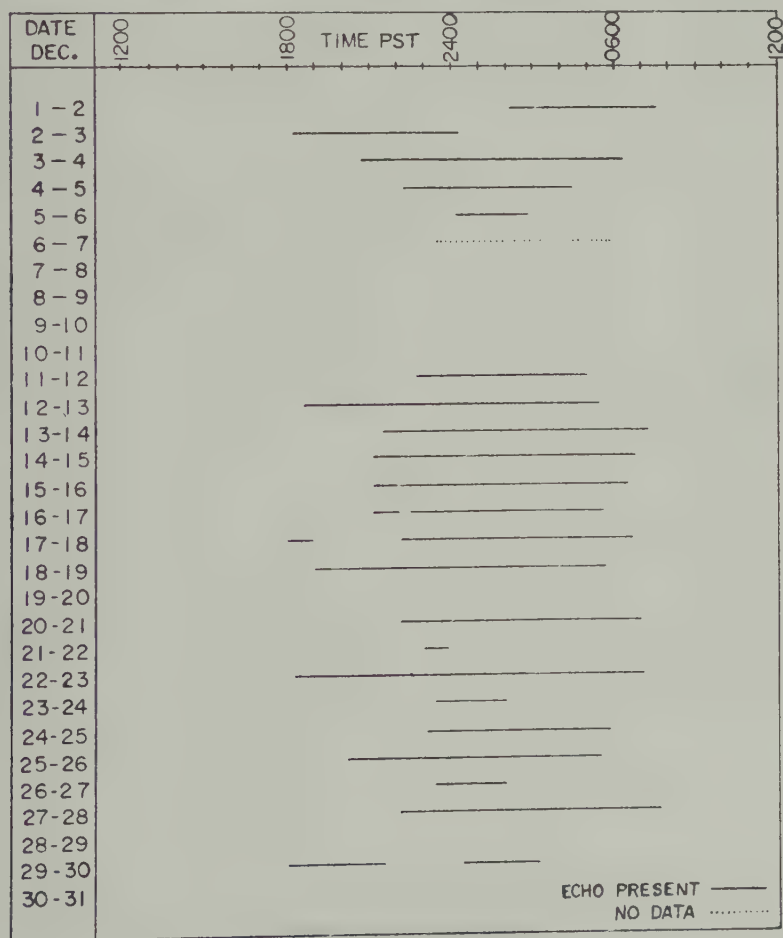 DATE DEC.
TIME PST
1200 1800 2400 0600 1200
1 - 2
2 - 3
3 - 4
4 - 5
5 - 6
6 - 7
7 - 8
8 - 9
9 - 10
10 - 11
11 - 12
12 - 13
13 - 14
14 - 15
15 - 16
16 - 17
17 - 18
18 - 19
19 - 20
20 - 21
21 - 22
22 - 23
23 - 24
24 - 25
25 - 26
26 - 27
27 - 28
28 - 29
29 - 30
30 - 31
ECHO PRESENT
NO DATA